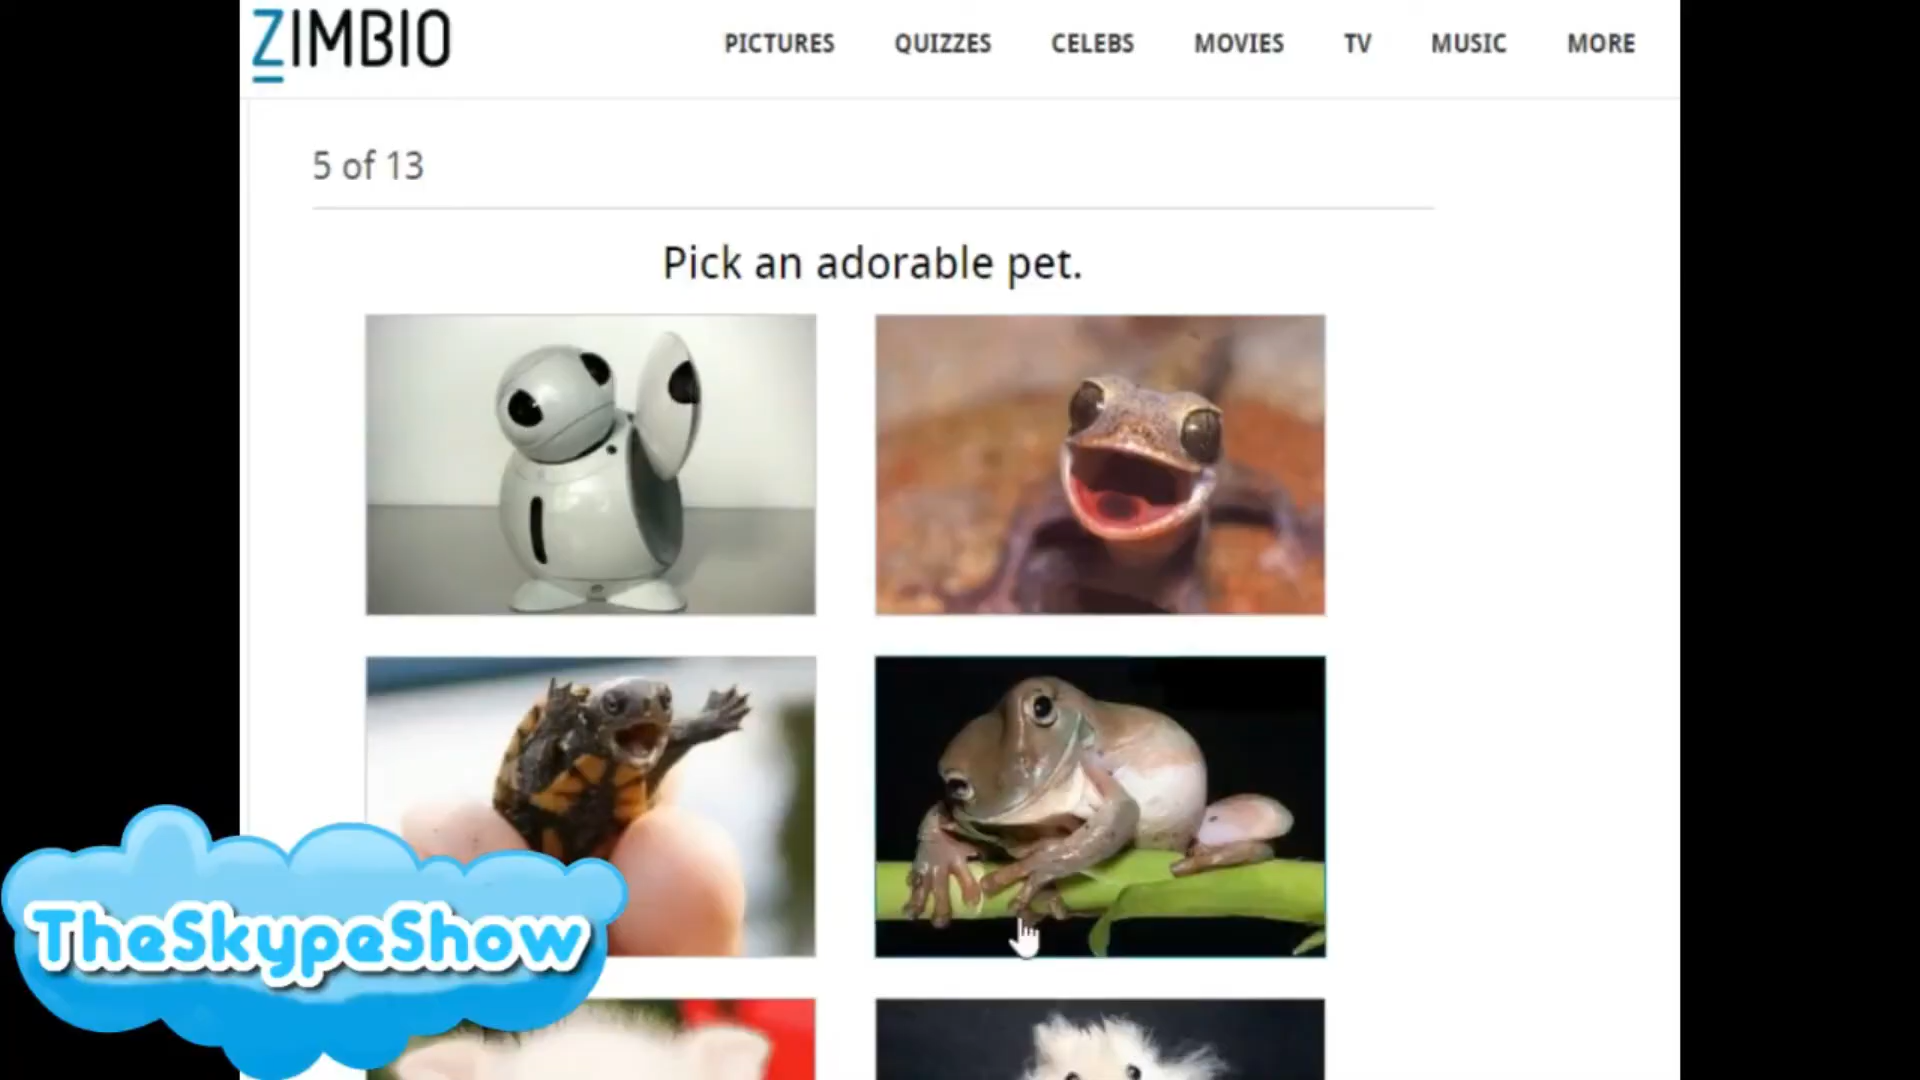 ZIMBIO
PICTURES QUIZZES CELEBS MOVIES TV MUSIC MORE
5 of 13
Pick an adorable pet.
TheSkypeShow